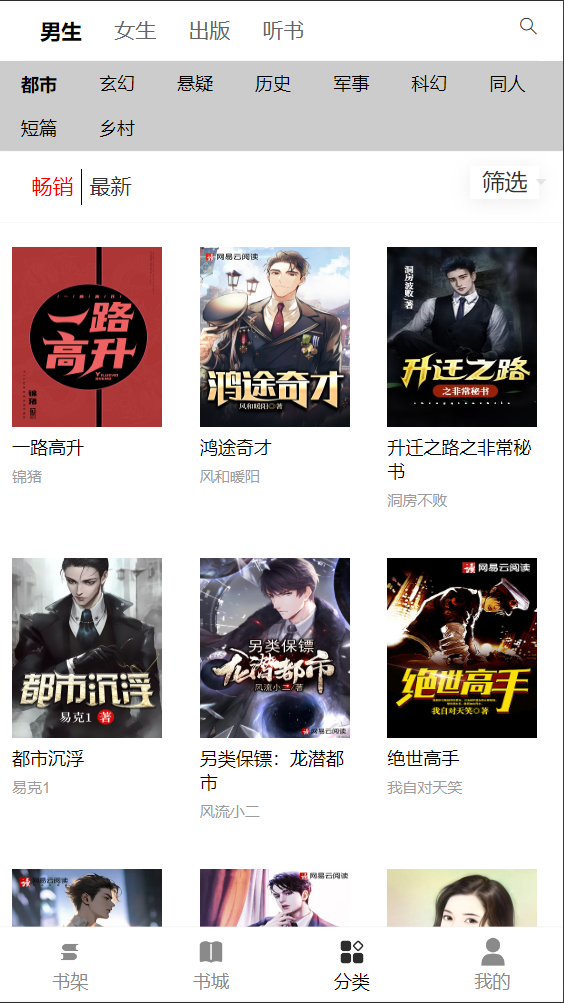 男生 女生 出版 听书
都市 玄幻 悬疑 历史 军事 科幻 同人
短篇 乡村
畅销 最新 筛选
一路高升
锦猪 著
网易云阅读
鸿途奇才
风和暖阳◎著
洞房波败/著
升迁之路
之非常秘书
一路高升
锦猪
鸿途奇才
风和暖阳
升迁之路之非常秘
书
洞房不败
都市沉浮
易克1 著
另类保镖
龙潜都市
风流小二/著
网易云阅读
网易云阅读
绝世高手
我自对天笑◎著
都市沉浮
易克1
另类保镖：龙潜都
市
风流小二
绝世高手
我自对天笑
网易云阅读
网易云阅读
书架 书城 分类 我的